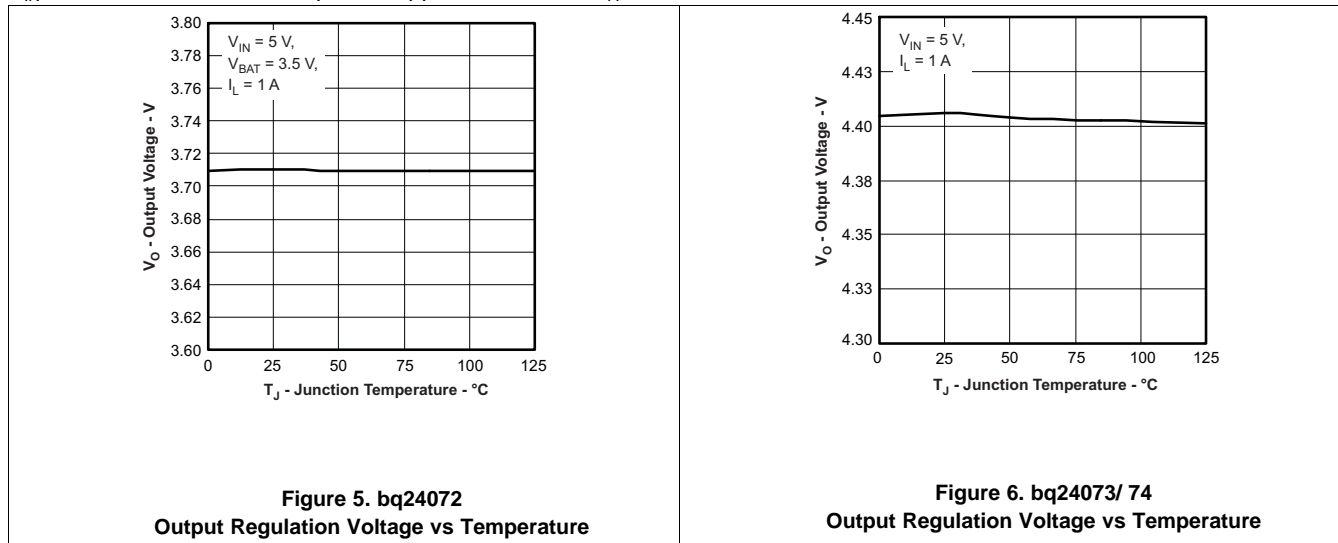 3.80
3.78
3.76
3.74
3.72
3.70
3.68
3.66
3.64
3.62
3.60
V_O - Output Voltage - V
V_IN = 5 V,
V_BAT = 3.5 V,
I_L = 1 A
0 25 50 75 100 125
T_J - Junction Temperature - °C
Figure 5. bq24072
Output Regulation Voltage vs Temperature
4.45
4.43
4.40
4.38
4.35
4.33
4.30
V_O - Output Voltage - V
V_IN = 5 V,
I_L = 1 A
0 25 50 75 100 125
T_J - Junction Temperature - °C
Figure 6. bq24073/ 74
Output Regulation Voltage vs Temperature